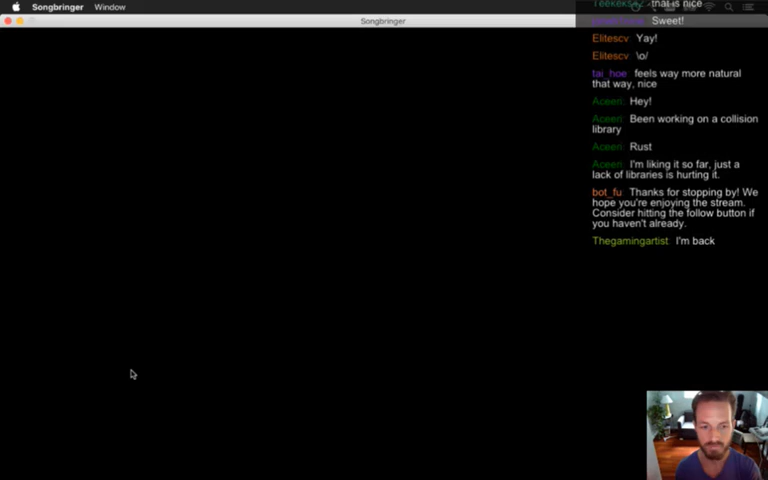 Songbringer Window
Songbringer
that is nice
Sweet!
Elitescv Yay!
Elitescv \o/
tai_hoe feels way more natural
that way, nice
Aceeri: Hey!
Aceeri: Been working on a collision
library
Aceeri: Rust
Aceeri: I'm liking it so far, just a
lack of libraries is hurting it.
bot_fu Thanks for stopping by! We
hope you're enjoying the stream.
Consider hitting the follow button if
you haven't already.
Thegamingartist I'm back